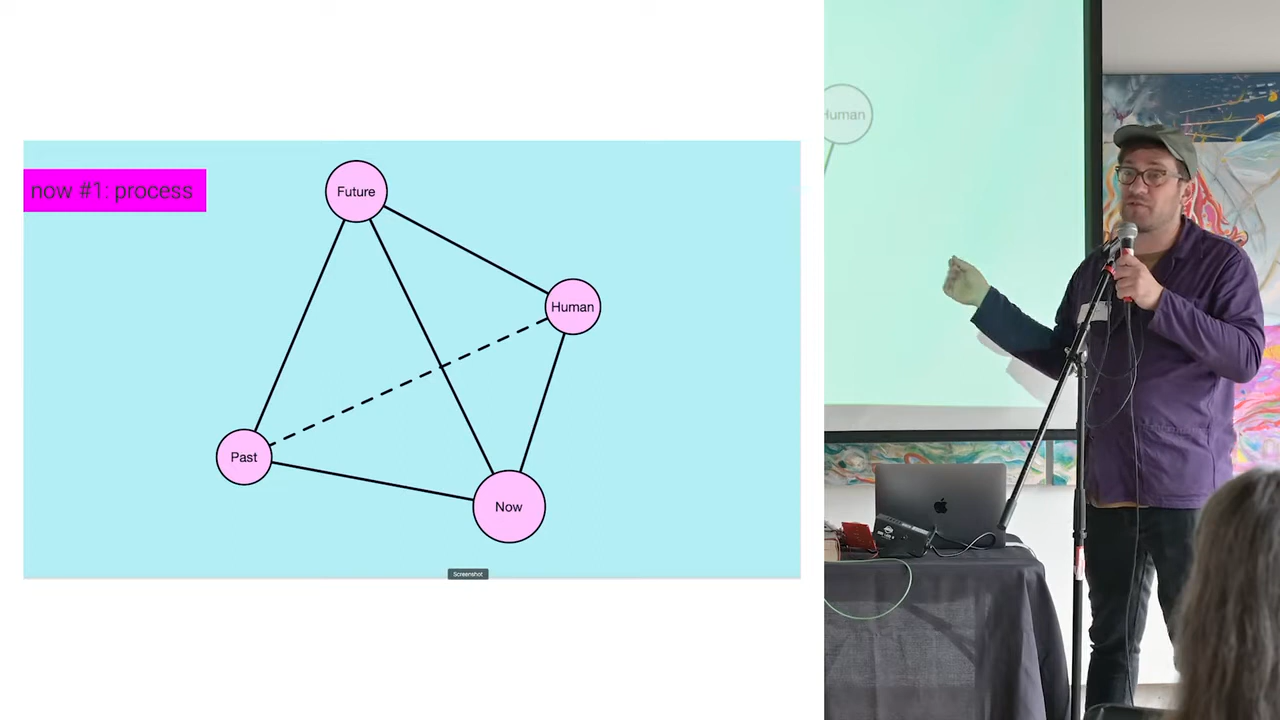 now #1: process
Future
Human
Past
Now
Screenshot
Human